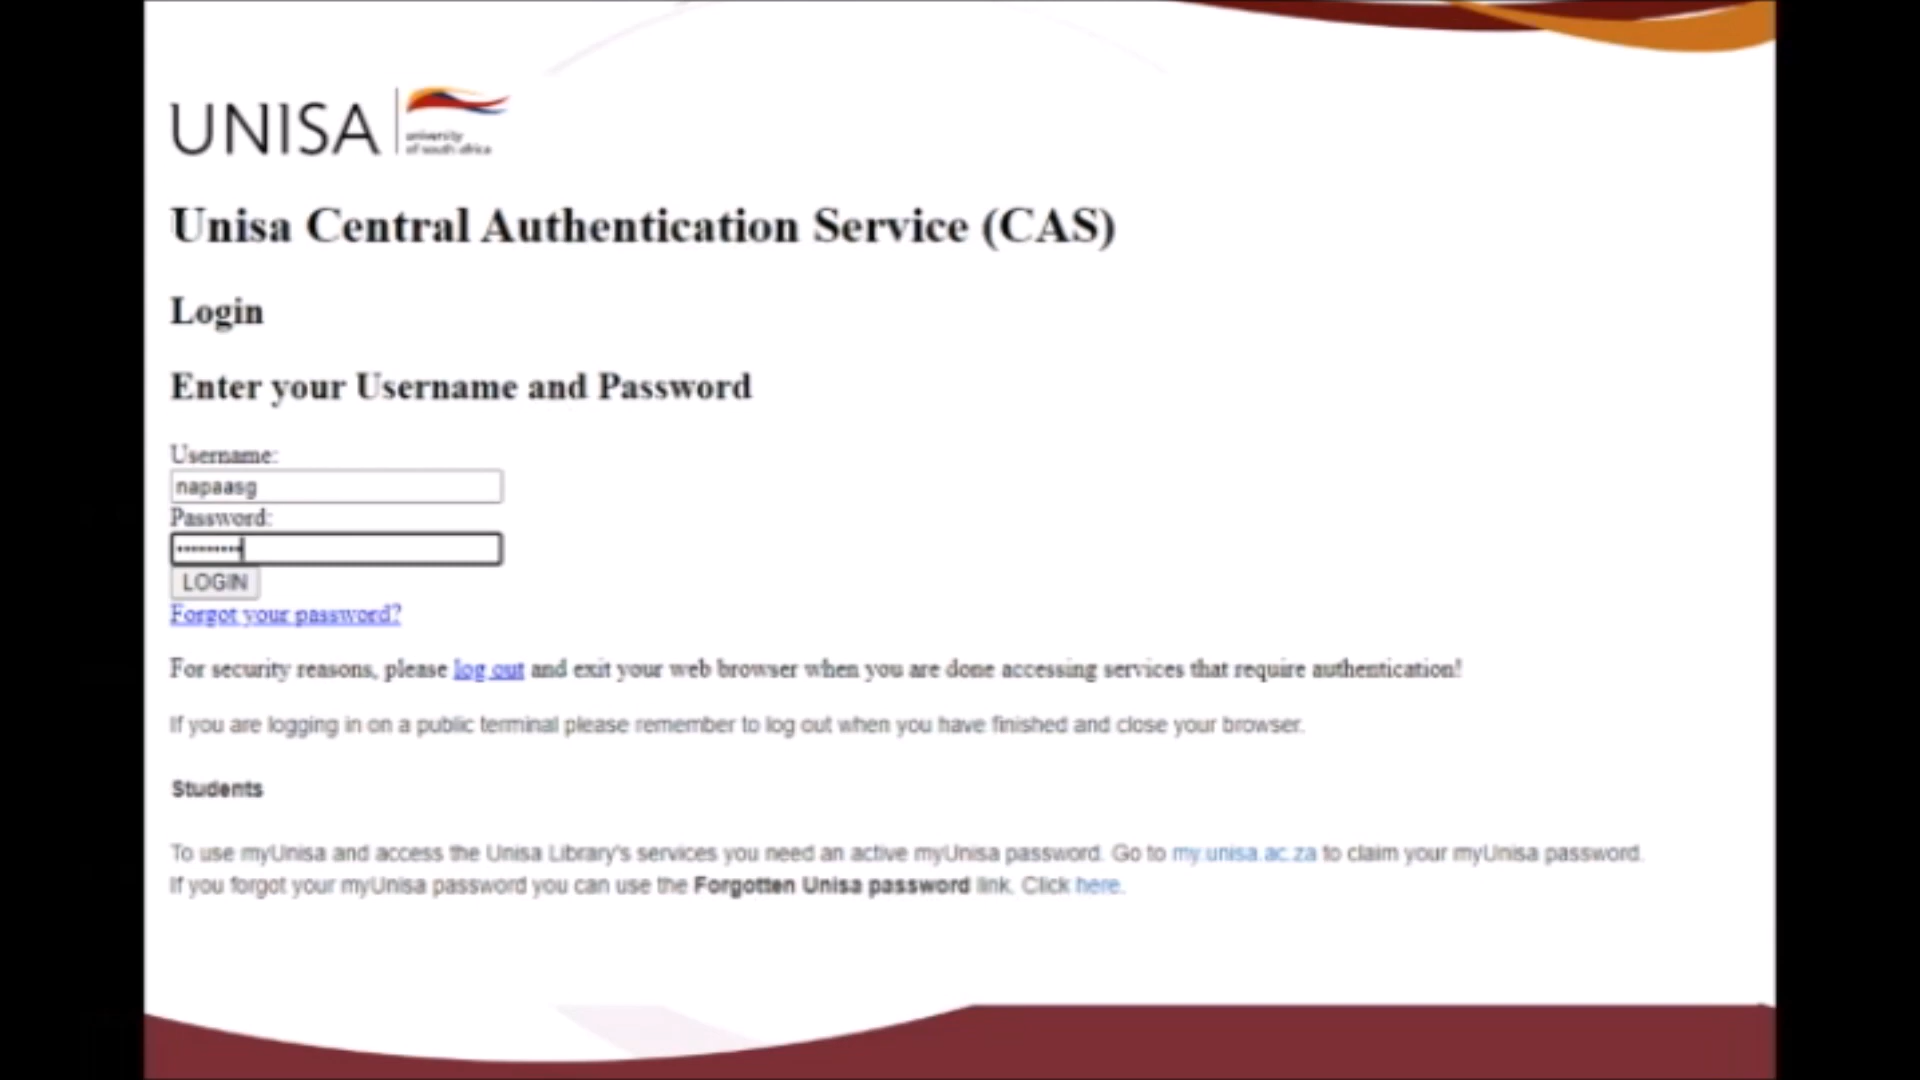 UNISA
university
of south africa
Unisa Central Authentication Service (CAS)
Login
Enter your Username and Password
Username:
napaasg
Password:
LOGIN
Forgot your password?
For security reasons, please log out and exit your web browser when you are done accessing services that require authentication!
If you are logging in on a public terminal please remember to log out when you have finished and close your browser.
Students
To use myUnisa and access the Unisa Library's services you need an active myUnisa password. Go to my.unisa.ac.za to claim your myUnisa password.
If you forgot your myUnisa password you can use the Forgotten Unisa password link. Click here.